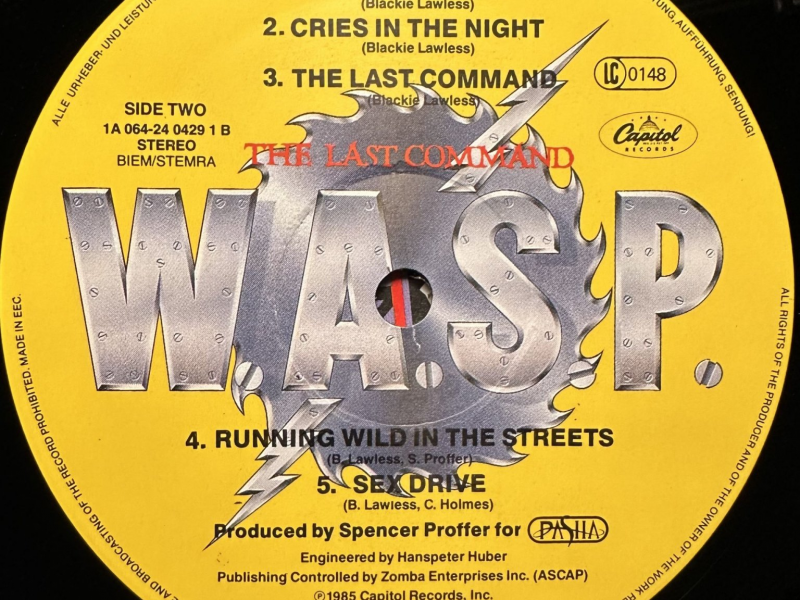 (Blackie Lawless)
2. CRIES IN THE NIGHT
(Blackie Lawless)
3. THE LAST COMMAND
(Blackie Lawless)
LC 0148
SIDE TWO
1A 064-24 0429 1 B
STEREO
BIEM/STEMRA
Capitol
RECORDS
THE LAST COMMAND
W.A.S.P.
4. RUNNING WILD IN THE STREETS
(B. Lawless, S. Proffer)
5. SEX DRIVE
(B. Lawless, C. Holmes)
Produced by Spencer Proffer for PASHA
Engineered by Hanspeter Huber
Publishing Controlled by Zomba Enterprises Inc. (ASCAP)
Ⓟ1985 Capitol Records, Inc.
ALLE URHEBER- UND LEISTUN
UNG, AUFFÜHRUNG, SENDUNG!
ALL RIGHTS OF THE PRODUCER AND OF THE OWNER OF THE WORK RE
E AND BROADCASTING OF THE RECORD PROHIBITED. MADE IN EEC.